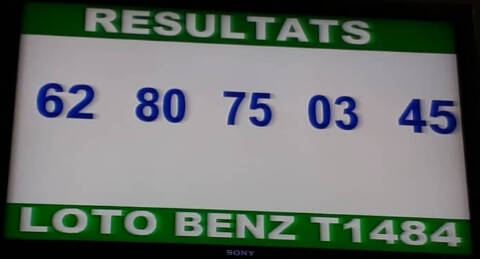 RESULTATS
62 80 75 03 45
LOTO BENZ T1484
SONY